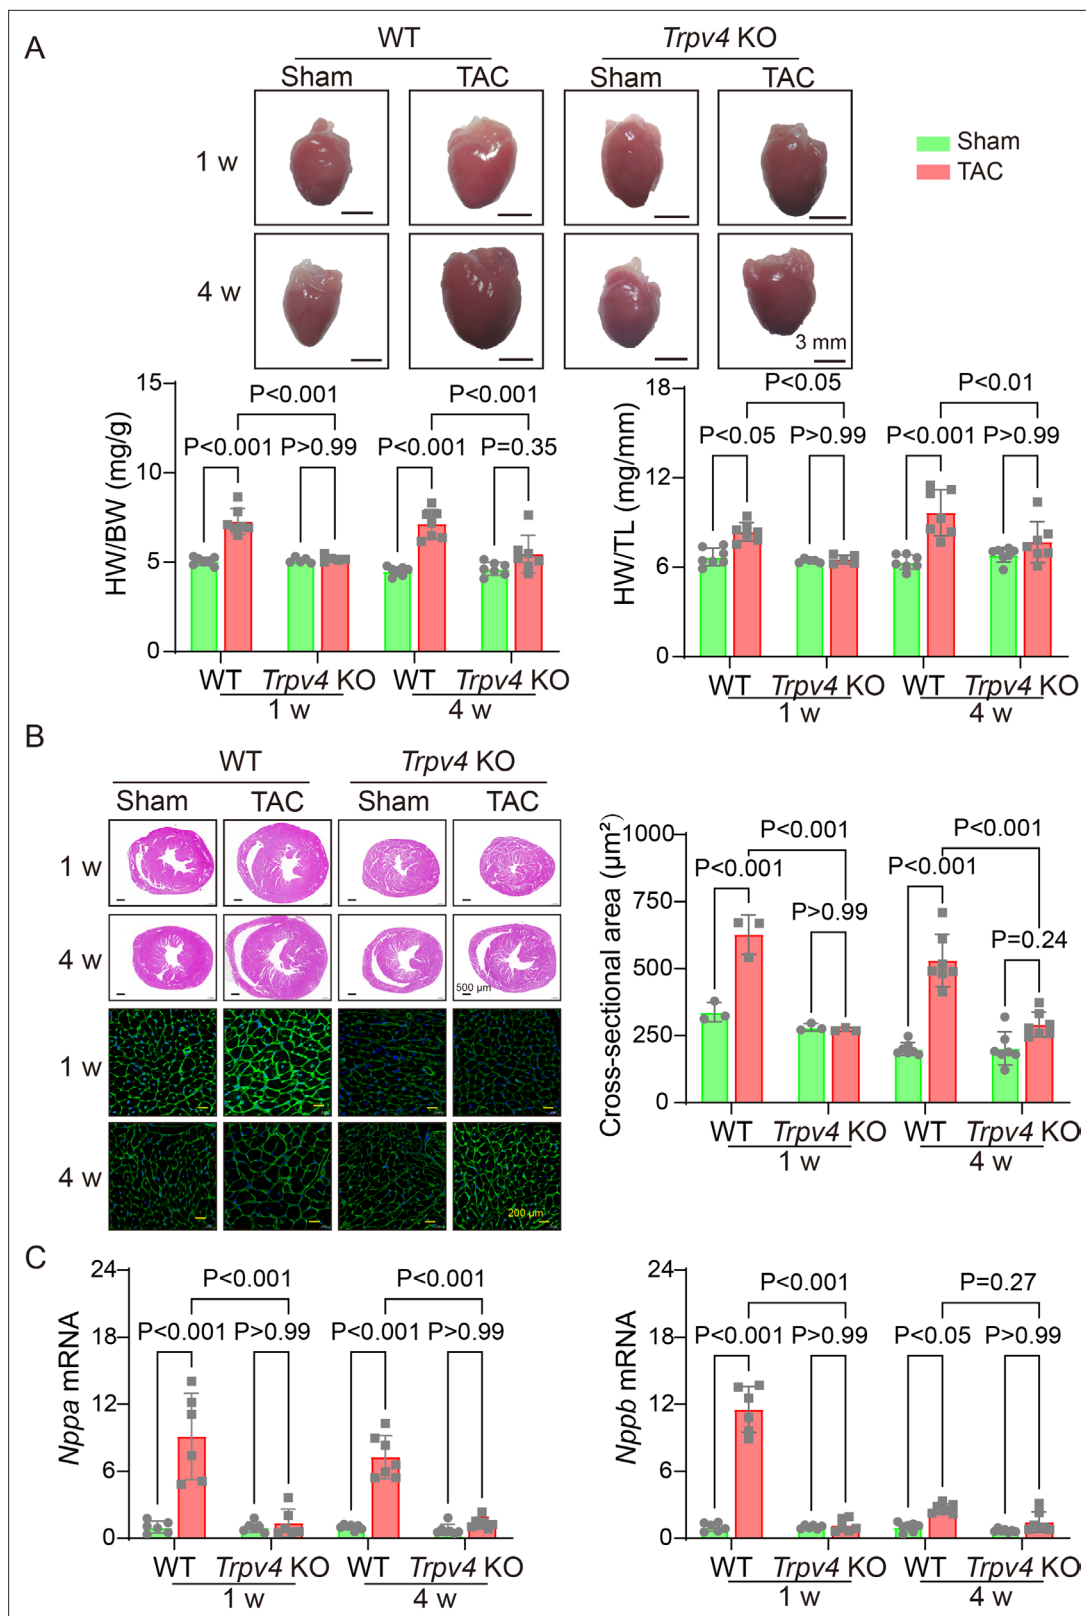 A
WT
Trpv4 KO
Sham
TAC
Sham
TAC
1 w
4 w
3 mm
Sham
TAC
HW/BW (mg/g)
15
10
5
0
P<0.001
P<0.001
P<0.001
P>0.99
P<0.001
P=0.35
WT
Trpv4 KO
WT
Trpv4 KO
1 w
4 w
HW/TL (mg/mm)
18
12
6
0
P<0.05
P<0.01
P<0.05
P>0.99
P<0.001
P>0.99
WT
Trpv4 KO
WT
Trpv4 KO
1 w
4 w
B
WT
Trpv4 KO
Sham
TAC
Sham
TAC
1 w
4 w
500 µm
1 w
4 w
200 µm
Cross-sectional area (µm²)
1000
750
500
250
0
P<0.001
P<0.001
P<0.001
P<0.001
P>0.99
P=0.24
WT
Trpv4 KO
WT
Trpv4 KO
1 w
4 w
C
Nppa mRNA
24
18
12
6
0
P<0.001
P<0.001
P<0.001
P>0.99
P<0.001
P>0.99
WT
Trpv4 KO
WT
Trpv4 KO
1 w
4 w
Nppb mRNA
24
18
12
6
0
P<0.001
P=0.27
P<0.001
P>0.99
P<0.05
P>0.99
WT
Trpv4 KO
WT
Trpv4 KO
1 w
4 w